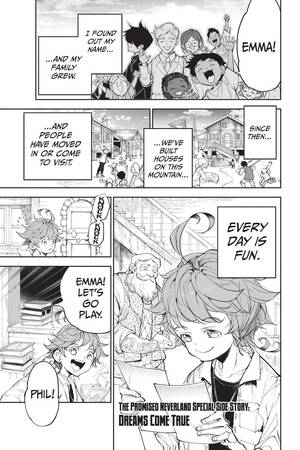 EMMA!
I FOUND
OUT MY
NAME...
...AND MY
FAMILY
GREW.
SINCE
THEN...
...WE'VE
BUILT
HOUSES
ON THIS
MOUNTAIN...
...AND
PEOPLE
HAVE MOVED
IN OR COME
TO VISIT.
EVERY
DAY IS
FUN.
KNOCK
KNOCK
EMMA!
LET'S
GO
PLAY.
PHIL!
THE PROMISED NEVERLAND SPECIAL SIDE STORY:
DREAMS COME TRUE